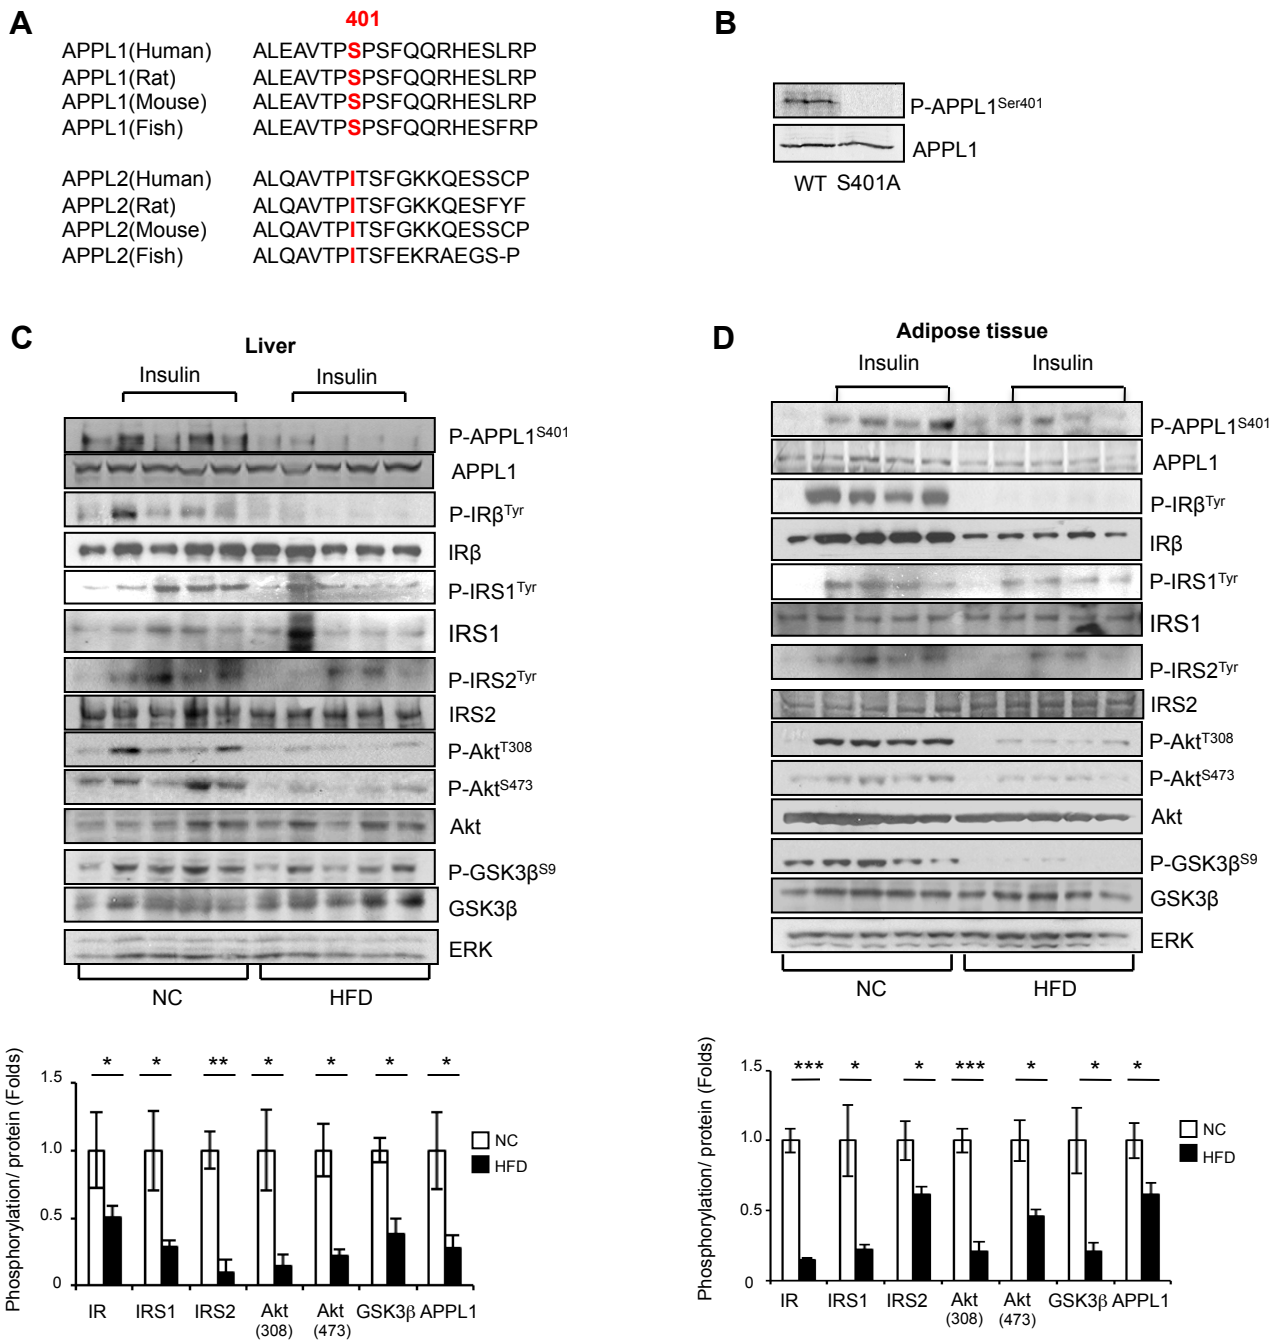 A
401
APPL1(Human) ALEAVTPSPSFQQRHESLRP
APPL1(Rat) ALEAVTPSPSFQQRHESLRP
APPL1(Mouse) ALEAVTPSPSFQQRHESLRP
APPL1(Fish) ALEAVTPSPSFQQRHESFRP
APPL2(Human) ALQAVTPITSFGKKQESSCP
APPL2(Rat) ALQAVTPITSFGKKQESFYF
APPL2(Mouse) ALQAVTPITSFGKKQESSCP
APPL2(Fish) ALQAVTPITSFEKRAEGS-P
B
P-APPL1Ser401
APPL1
WT S401A
C
Liver
Insulin Insulin
P-APPL1S401
APPL1
P-IRβTyr
IRβ
P-IRS1Tyr
IRS1
P-IRS2Tyr
IRS2
P-AktT308
P-AktS473
Akt
P-GSK3βS9
GSK3β
ERK
NC HFD
Phosphorylation/ protein (Folds)
* * ** * * * *
1.5
1.0
0.5
0
NC
HFD
IR IRS1 IRS2 Akt Akt GSK3β APPL1
(308) (473)
D
Adipose tissue
Insulin Insulin
P-APPL1S401
APPL1
P-IRβTyr
IRβ
P-IRS1Tyr
IRS1
P-IRS2Tyr
IRS2
P-AktT308
P-AktS473
Akt
P-GSK3βS9
GSK3β
ERK
NC HFD
Phosphorylation/ protein (Folds)
*** * * *** * * *
1.5
1.0
0.5
0
NC
HFD
IR IRS1 IRS2 Akt Akt GSK3β APPL1
(308) (473)